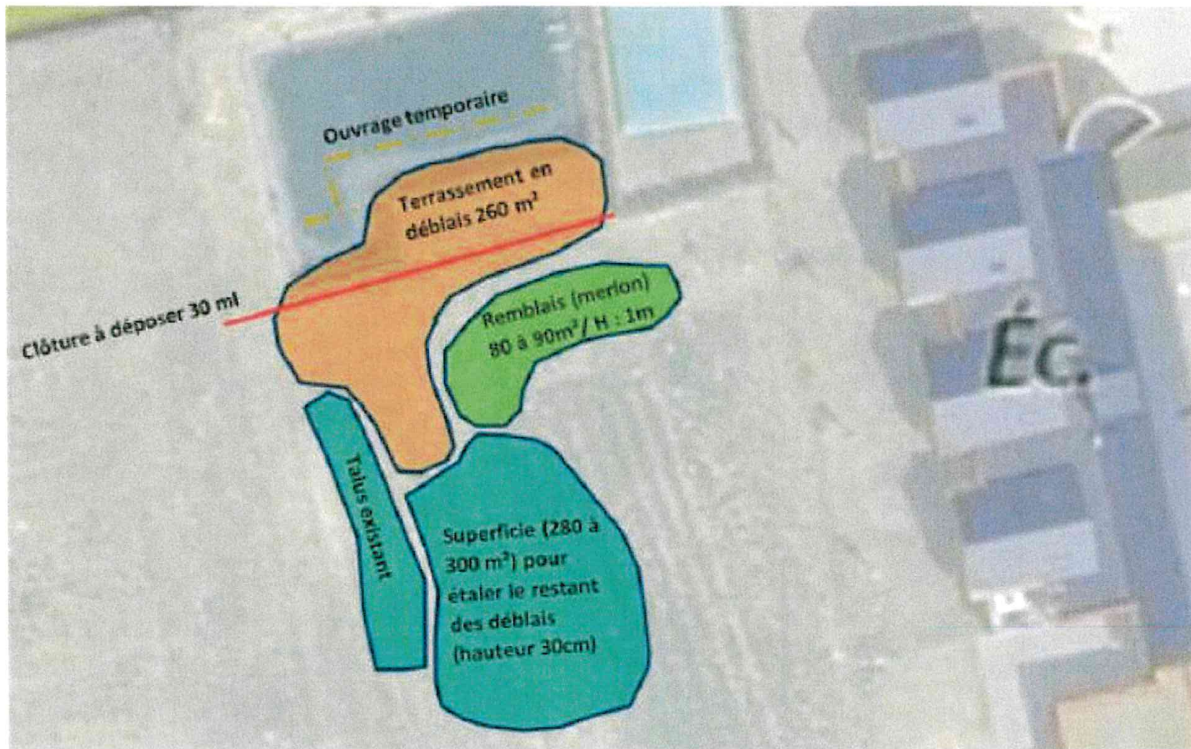 Ouvrage temporaire
Terrassement en
déblais 260 m²
Clôture à déposer 30 ml
Remblais (merlon)
80 à 90m²/ H : 1m
Éc.
Talus existant
Superficie (280 à
300 m²) pour
étaler le restant
des déblais
(hauteur 30cm)